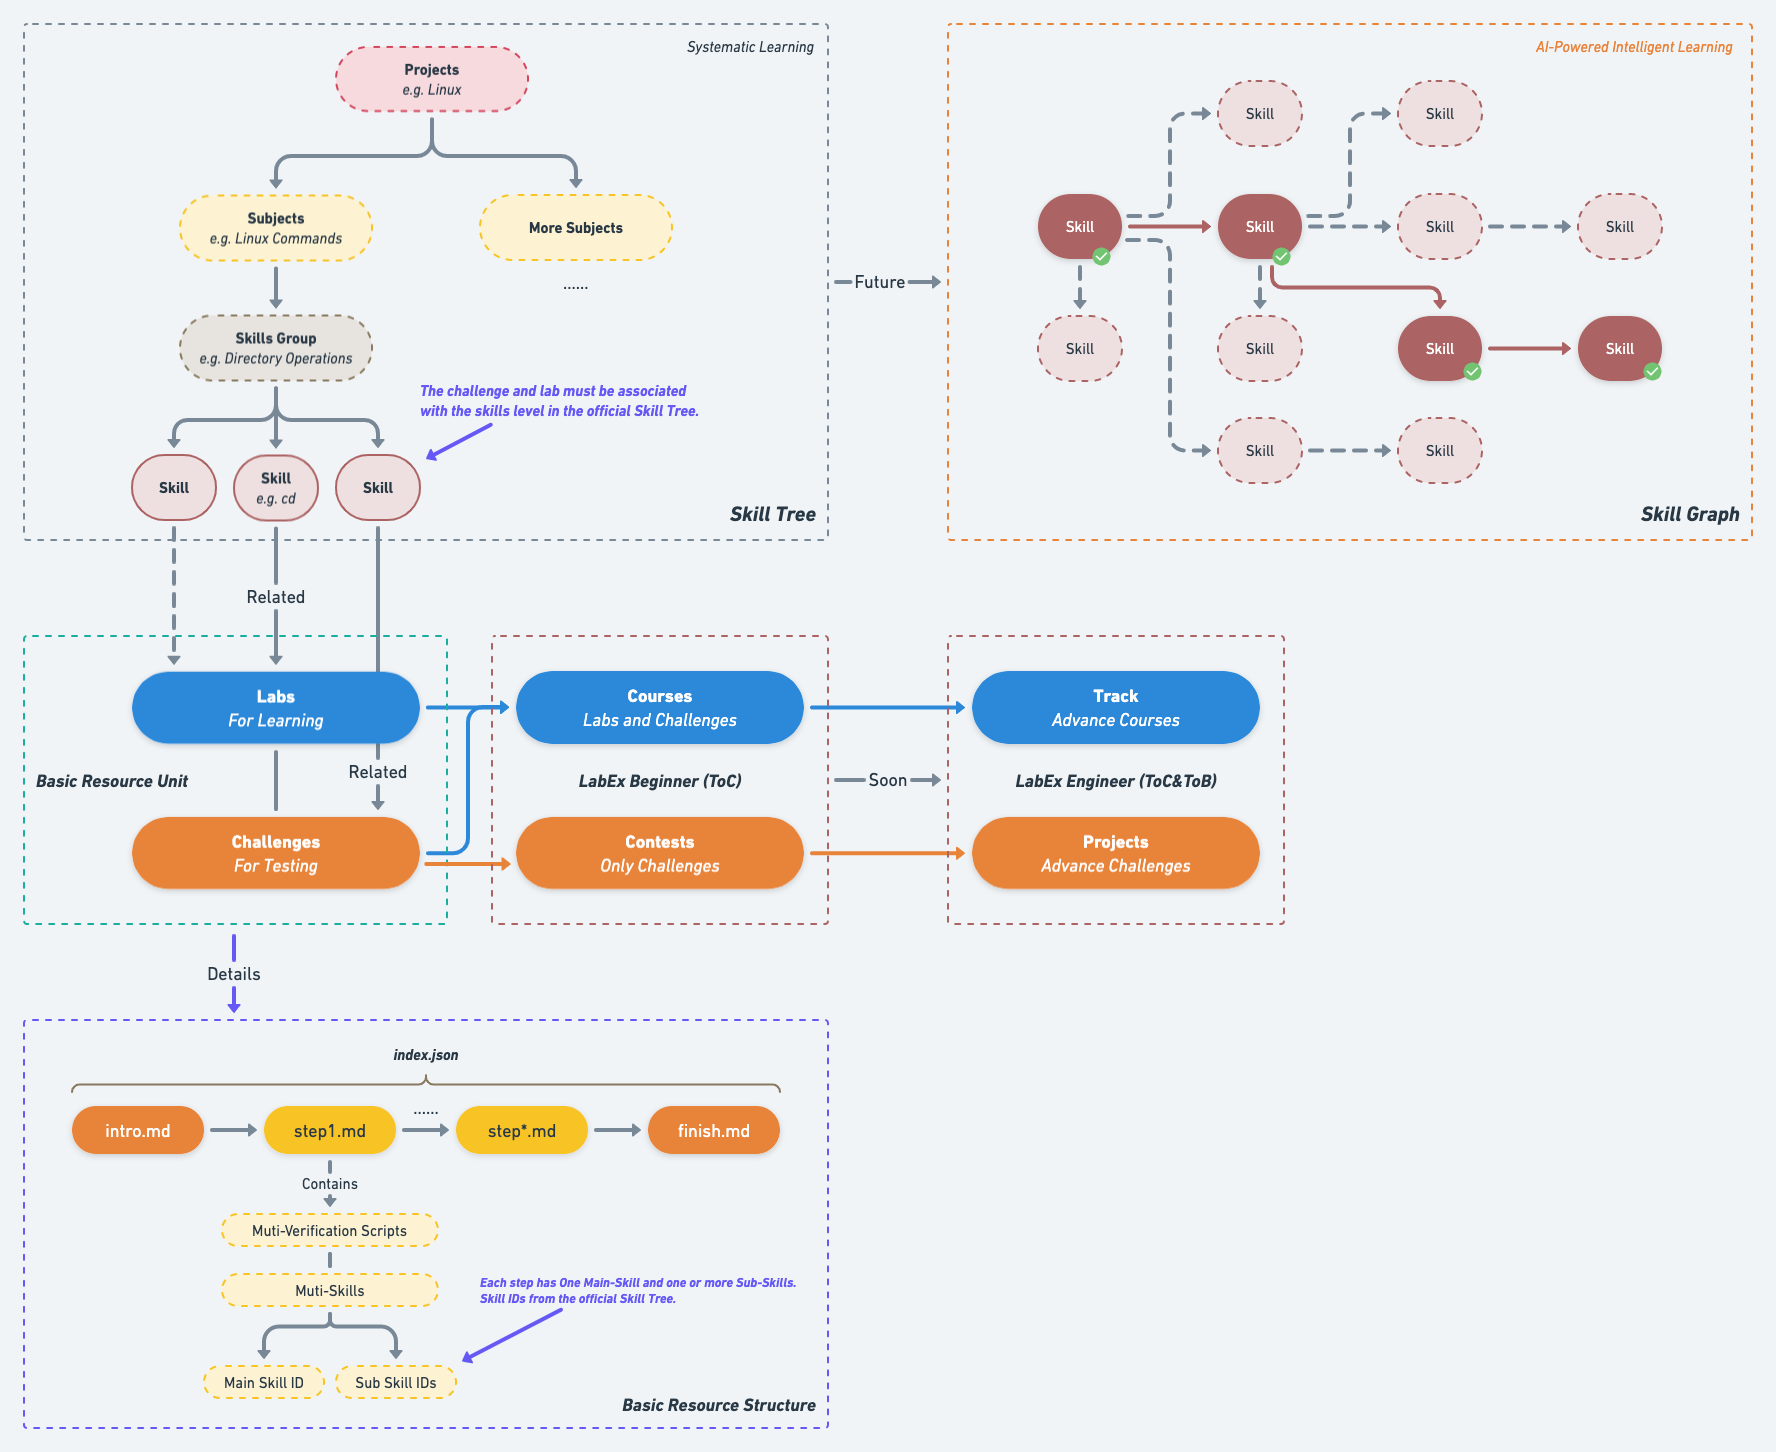 Systematic Learning
Projects
e.g. Linux
Subjects
e.g. Linux Commands
More Subjects
......
Skills Group
e.g. Directory Operations
The challenge and lab must be associated
with the skills level in the official Skill Tree.
Skill
Skill
e.g. cd
Skill
Skill Tree
Future
AI-Powered Intelligent Learning
Skill
Skill
Skill
Skill
Skill
Skill
Skill
Skill
Skill
Skill
Skill
Skill
Skill Graph
Related
Labs
For Learning
Related
Basic Resource Unit
Challenges
For Testing
Courses
Labs and Challenges
LabEx Beginner (ToC)
Contests
Only Challenges
Soon
Track
Advance Courses
LabEx Engineer (ToC&ToB)
Projects
Advance Challenges
Details
index.json
intro.md
step1.md
......
step*.md
finish.md
Contains
Muti-Verification Scripts
Muti-Skills
Each step has One Main-Skill and one or more Sub-Skills.
Skill IDs from the official Skill Tree.
Main Skill ID
Sub Skill IDs
Basic Resource Structure